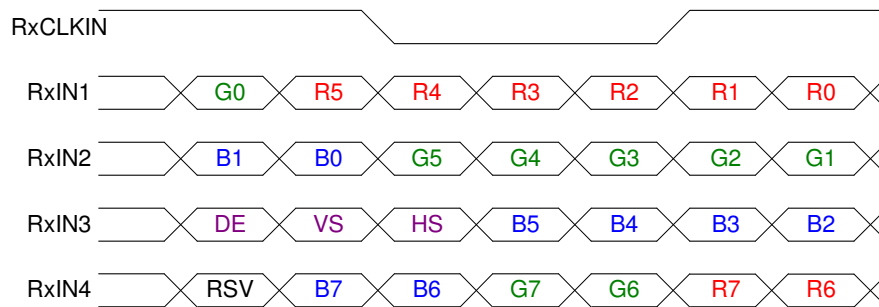 RxCLKIN
RxIN1 G0 R5 R4 R3 R2 R1 R0
RxIN2 B1 B0 G5 G4 G3 G2 G1
RxIN3 DE VS HS B5 B4 B3 B2
RxIN4 RSV B7 B6 G7 G6 R7 R6